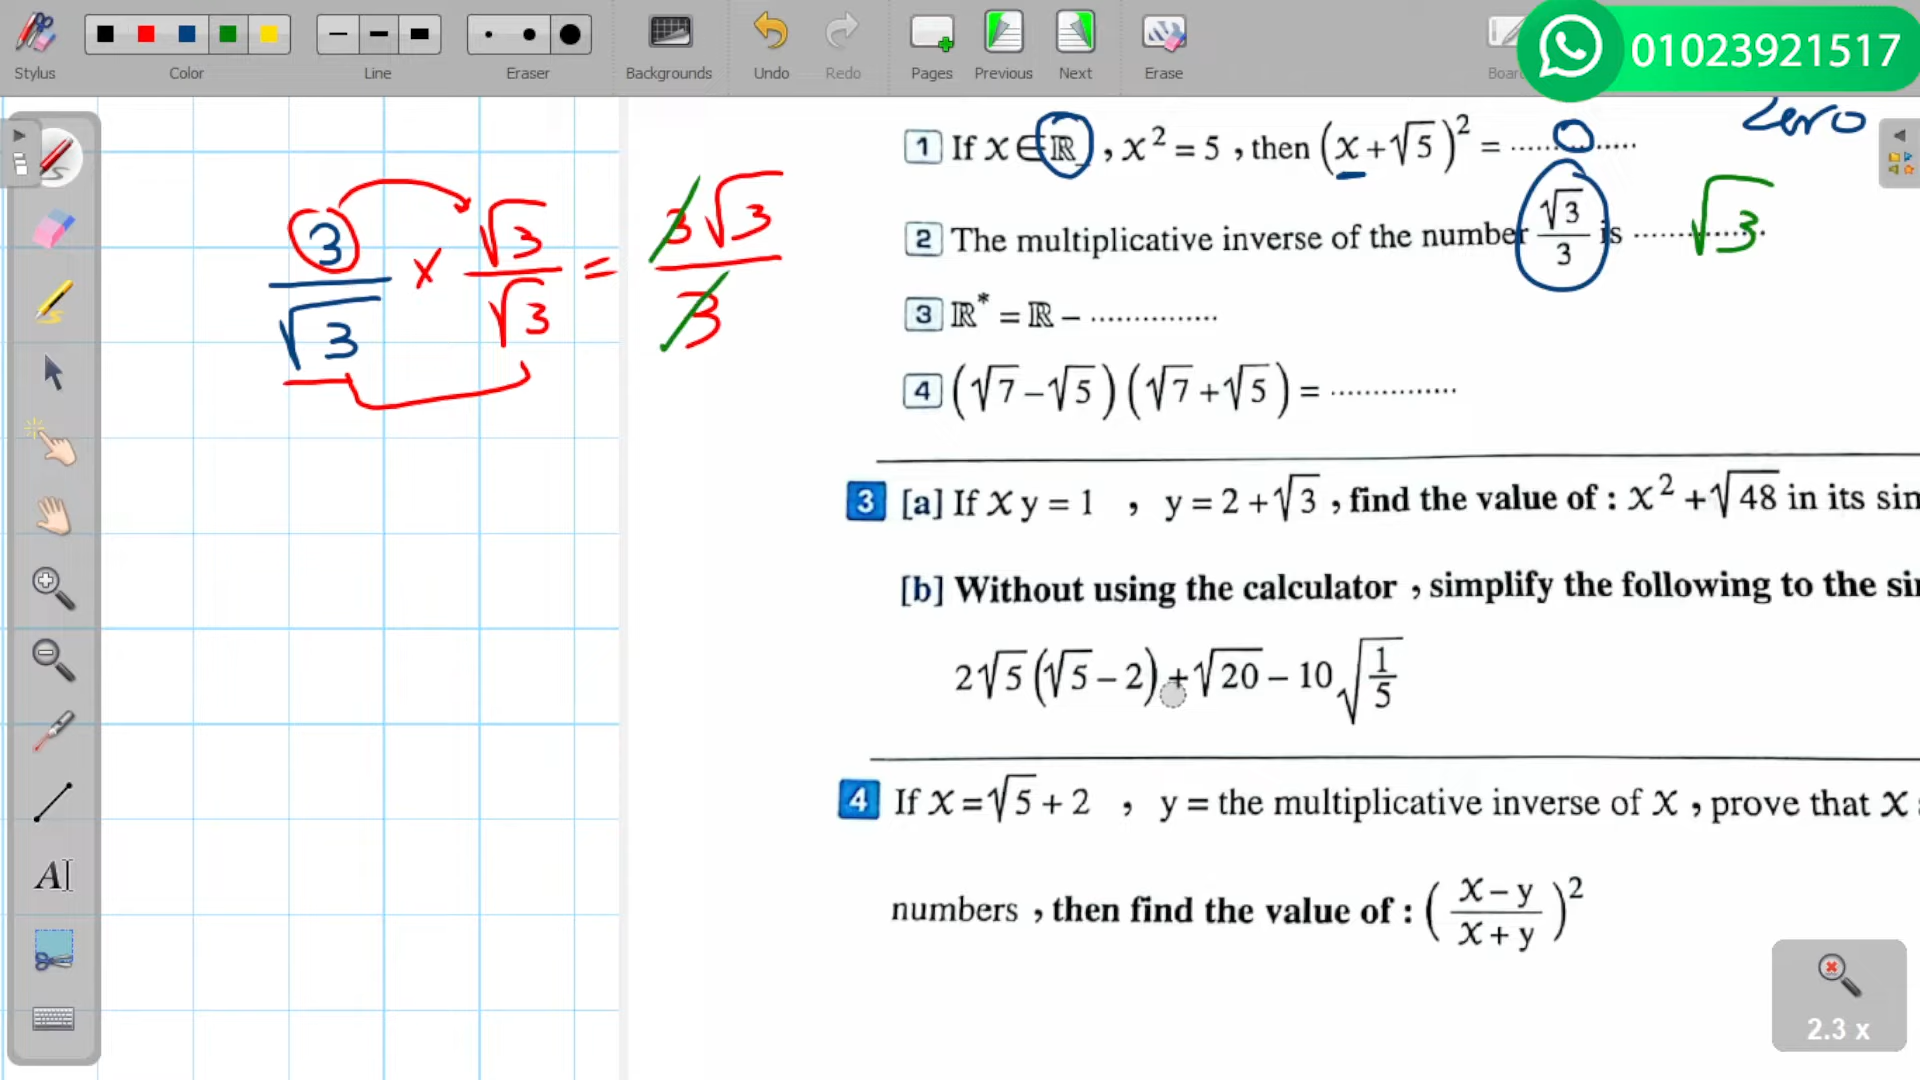 Stylus Color Line Eraser Backgrounds Undo Redo Pages Previous Next Erase
01023921517
Zero
1 If x ∈ ℝ , x² = 5 , then (x + √5)² = ............ 0
2 The multiplicative inverse of the number √3/3 is ............ √3
3 ℝ* = ℝ – ..............
4 (√7 – √5) (√7 + √5) = ..............
3/√3 × √3/√3 = 3√3/3
3 [a] If x y = 1 , y = 2 + √3 , find the value of : x² + √48 in its
[b] Without using the calculator , simplify the following to the
2√5 (√5 – 2) + √20 – 10 √(1/5)
4 If x = √5 + 2 , y = the multiplicative inverse of x , prove that x
numbers , then find the value of : ((x – y)/(x + y))²
A
2.3 x